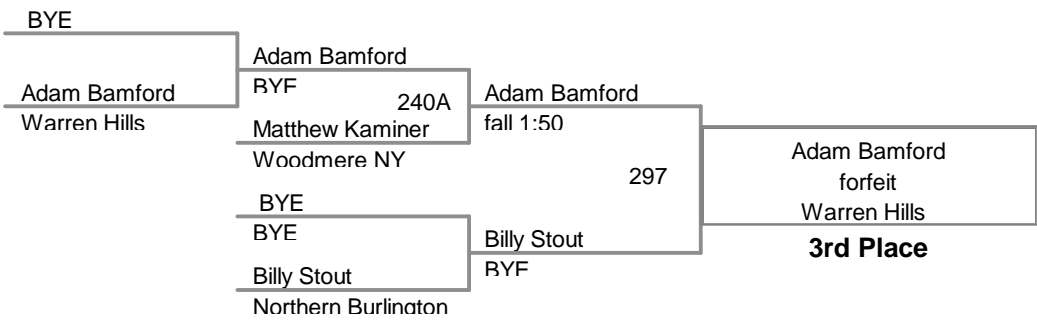 BYE
Adam Bamford
Warren Hills
Adam Bamford
BYE
240A
Matthew Kaminer
Woodmere NY
BYE
BYE
Billy Stout
Northern Burlington
Adam Bamford
fall 1:50
297
Billy Stout
BYE
Adam Bamford
forfeit
Warren Hills
3rd Place